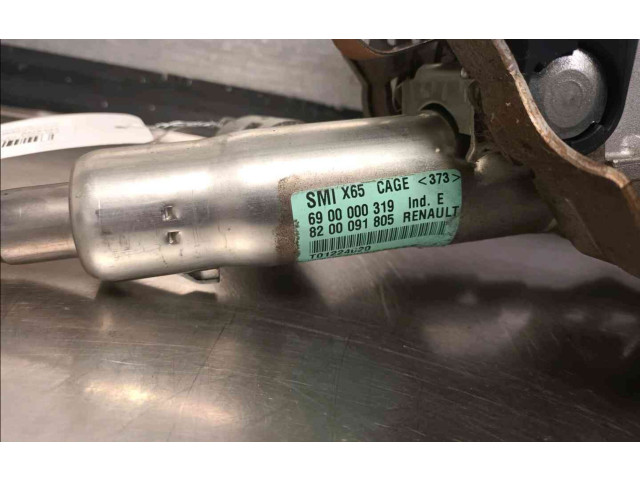 SMI X65 CAGE <373>
69 00 000 319 Ind. E
82 00 091 805 RENAULT